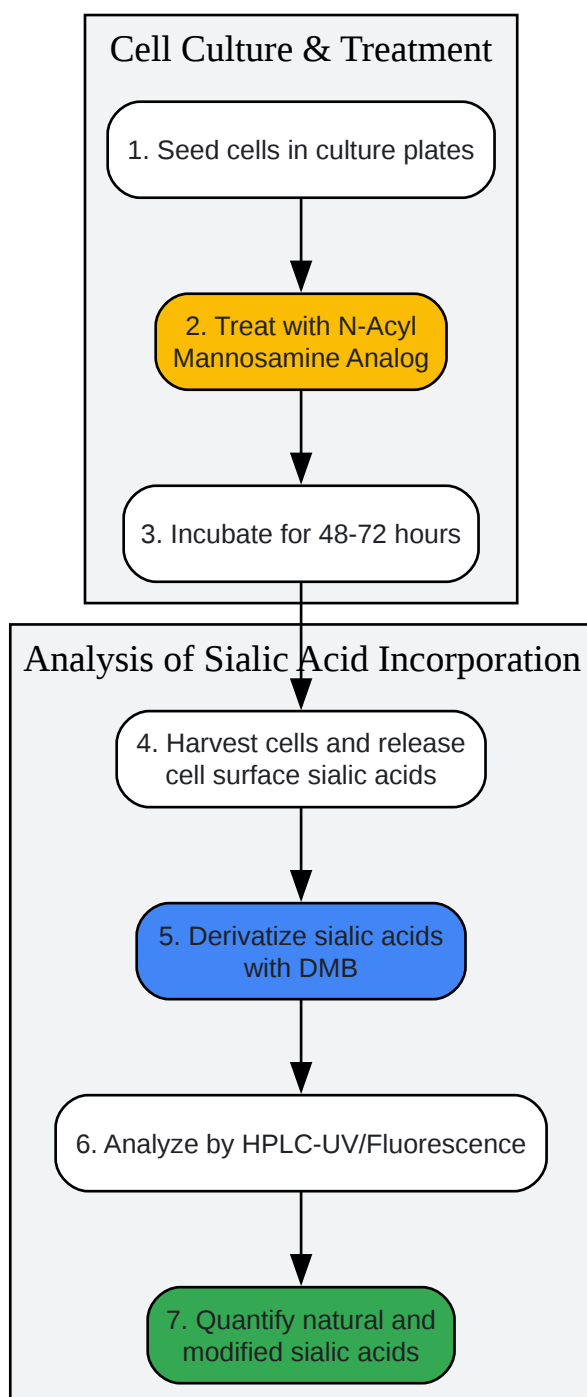 Cell Culture & Treatment
1. Seed cells in culture plates
2. Treat with N-Acyl
Mannosamine Analog
3. Incubate for 48-72 hours
Analysis of Sialic Acid Incorporation
4. Harvest cells and release
cell surface sialic acids
5. Derivatize sialic acids
with DMB
6. Analyze by HPLC-UV/Fluorescence
7. Quantify natural and
modified sialic acids